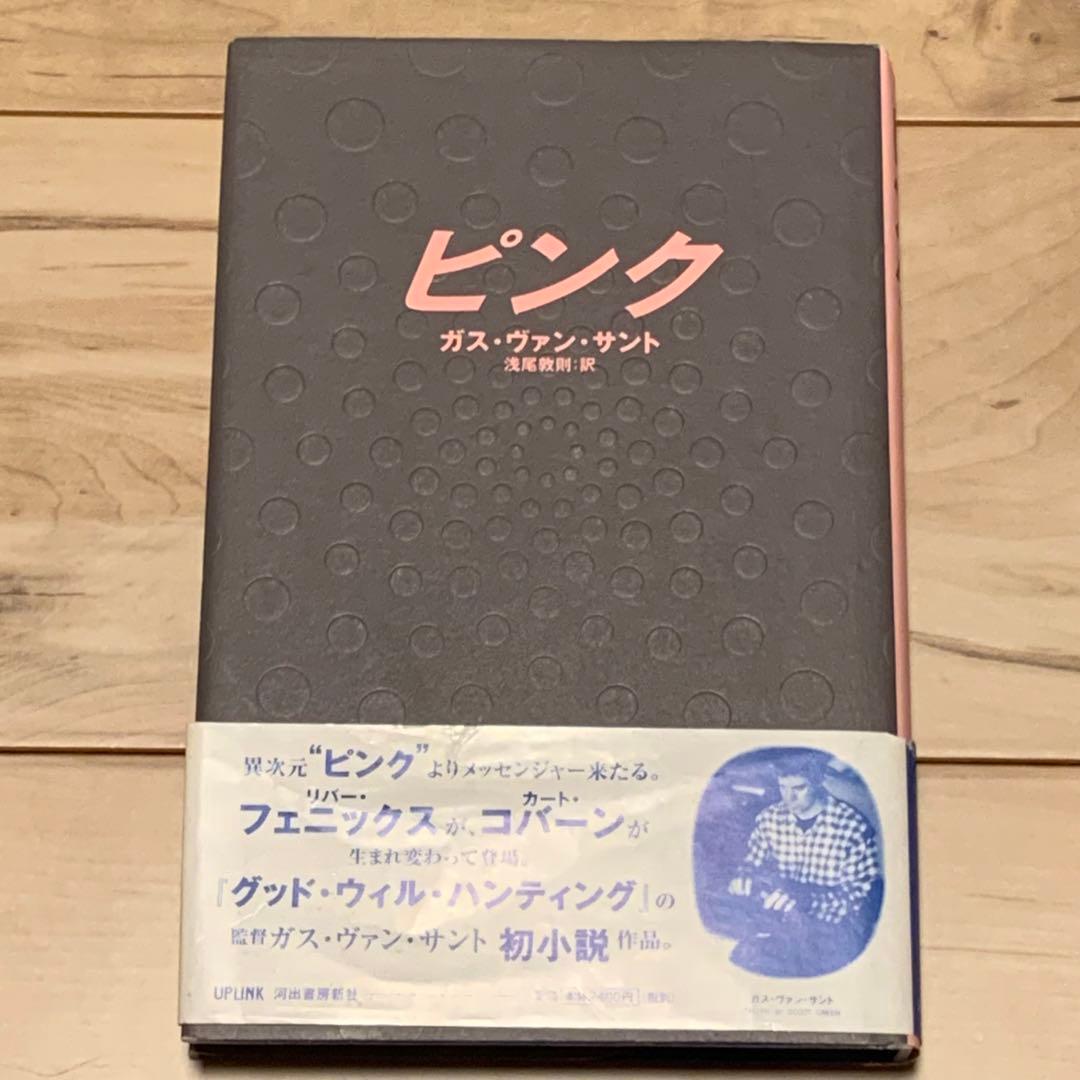 ピンク
ガス・ヴァン・サント
浅尾敦則:訳
異次元“ピンク”よりメッセンジャー来たる。
リバー・ カート・
フェニックスが、コバーンが
生まれ変わって登場。
『グッド・ウィル・ハンティング』の
監督ガス・ヴァン・サント 初小説作品。
UPLINK 河出書房新社
ガス・ヴァン・サント
SCOTT GREEN